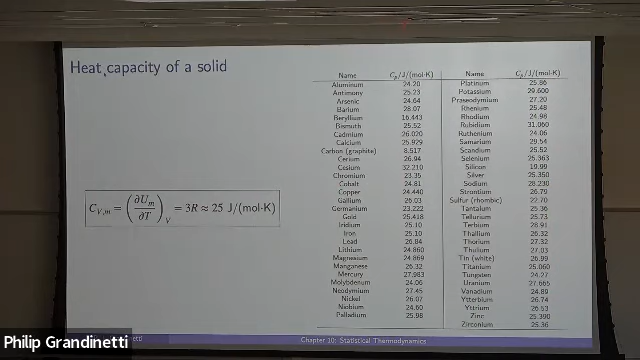 Heat capacity of a solid
Name Cp/J/(mol·K) Name Cp/J/(mol·K)
Aluminum 24.20 Platinum 25.86
Antimony 25.23 Potassium 29.600
Arsenic 24.64 Praseodymium 27.20
Barium 28.07 Rhenium 25.48
Beryllium 16.443 Rhodium 24.98
Bismuth 25.52 Rubidium 31.060
Cadmium 26.020 Ruthenium 24.06
Calcium 25.929 Samarium 29.54
Carbon (graphite) 8.517 Scandium 25.52
Cerium 26.94 Selenium 25.363
Cesium 32.210 Silicon 19.99
Chromium 23.35 Silver 25.350
Cobalt 24.81 Sodium 28.230
Copper 24.440 Strontium 26.79
Gallium 26.03 Sulfur (rhombic) 22.70
Germanium 23.222 Tantalum 25.36
Gold 25.418 Tellurium 25.73
Iridium 25.10 Terbium 28.91
Iron 25.10 Thallium 26.32
Lead 26.84 Thorium 27.32
Lithium 24.860 Thulium 27.03
Magnesium 24.869 Tin (white) 26.99
Manganese 26.32 Titanium 25.060
Mercury 27.983 Tungsten 24.27
Molybdenum 24.06 Uranium 27.665
Neodymium 27.45 Vanadium 24.89
Nickel 26.07 Ytterbium 26.74
Niobium 24.60 Yttrium 26.53
Palladium 25.98 Zinc 25.390
Zirconium 25.36
C_{V,m} = (∂U_m/∂T)_V = 3R ≈ 25 J/(mol·K)
Chapter 10: Statistical Thermodynamics
Philip Grandinetti